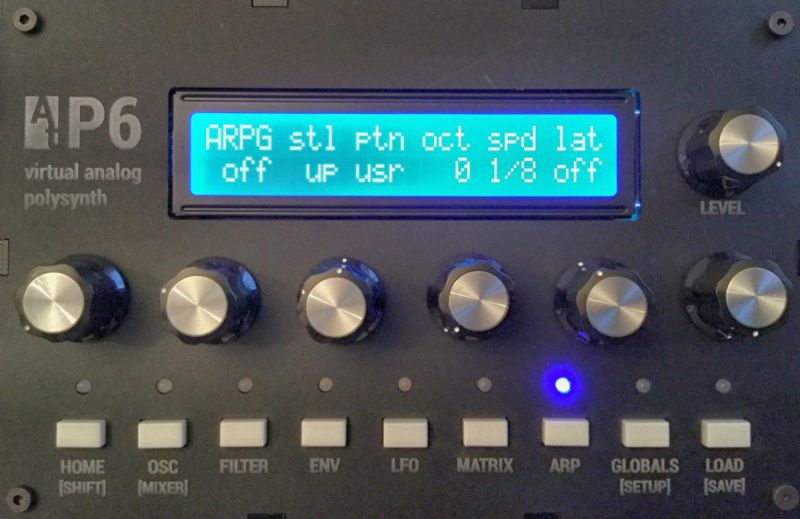 AH P6
virtual analog
polysynth
ARPG stl ptn oct spd lat
off up usr 0 1/8 off
LEVEL
HOME OSC FILTER ENV LFO MATRIX ARP GLOBALS LOAD
[SHIFT] [MIXER] [SETUP] [SAVE]